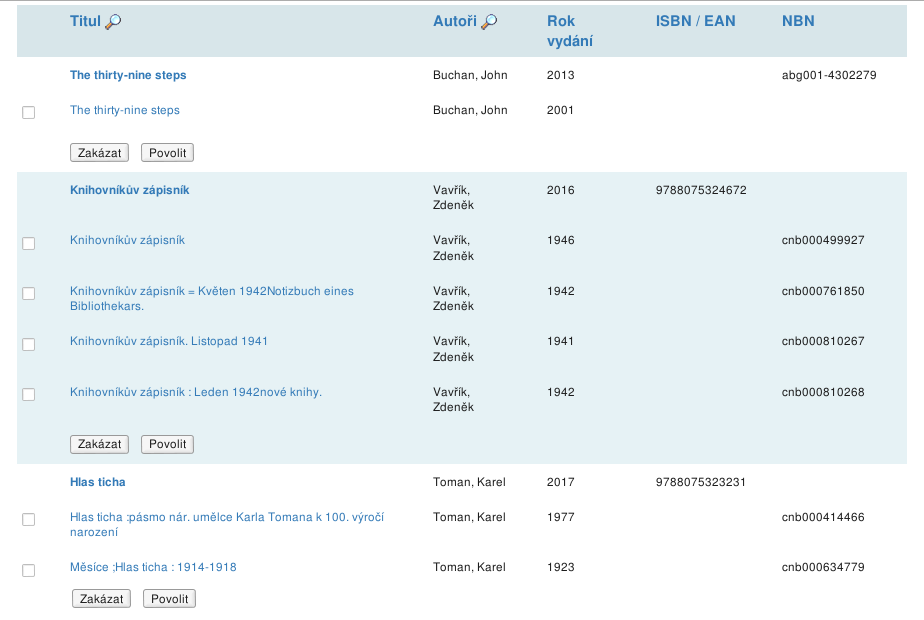 Titul Autoři Rok vydání ISBN / EAN NBN
The thirty-nine steps Buchan, John 2013 abg001-4302279
The thirty-nine steps Buchan, John 2001
Zakázat Povolit
Knihovníkův zápisník Vavřík, Zdeněk 2016 9788075324672
Knihovníkův zápisník Vavřík, Zdeněk 1946 cnb000499927
Knihovníkův zápisník = Květen 1942Notizbuch eines Bibliothekars. Vavřík, Zdeněk 1942 cnb000761850
Knihovníkův zápisník. Listopad 1941 Vavřík, Zdeněk 1941 cnb000810267
Knihovníkův zápisník : Leden 1942nové knihy. Vavřík, Zdeněk 1942 cnb000810268
Zakázat Povolit
Hlas ticha Toman, Karel 2017 9788075323231
Hlas ticha :pásmo nár. umělce Karla Tomana k 100. výročí narození Toman, Karel 1977 cnb000414466
Měsíce ;Hlas ticha : 1914-1918 Toman, Karel 1923 cnb000634779
Zakázat Povolit